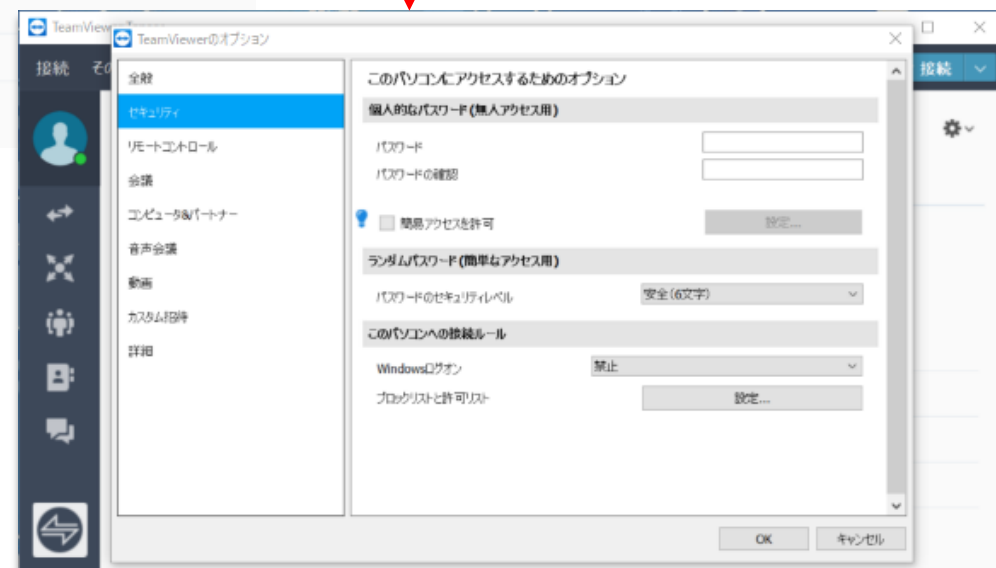 TeamViewer
TeamViewerのオプション
接続
接続
全般
セキュリティ
リモートコントロール
会議
コンピュータ&パートナー
音声会議
動画
カスタム招待
詳細
このパソコンにアクセスするためのオプション
個人的なパスワード(無人アクセス用)
パスワード
パスワードの確認
簡易アクセスを許可
設定...
ランダムパスワード(簡単なアクセス用)
パスワードのセキュリティレベル
安全(6文字)
このパソコンへの接続ルール
Windowsログオン
禁止
ブロックリストと許可リスト
設定...
OK
キャンセル